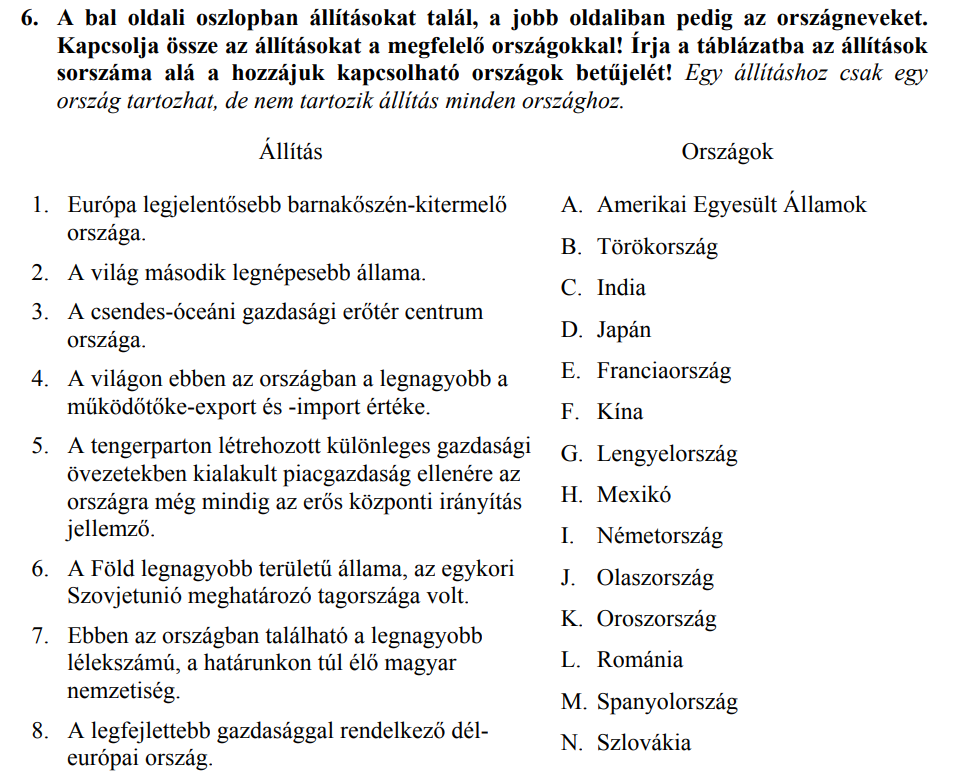 6. A bal oldali oszlopban állításokat talál, a jobb oldaliban pedig az országneveket.
Kapcsolja össze az állításokat a megfelelő országokkal! Írja a táblázatba az állítások
sorszáma alá a hozzájuk kapcsolható országok betűjelét! Egy állításhoz csak egy
ország tartozhat, de nem tartozik állítás minden országhoz.
Állítás
1. Európa legjelentősebb barnakőszén-kitermelő
országa.
2. A világ második legnépesebb állama.
3. A csendes-óceáni gazdasági erőtér centrum
országa.
4. A világon ebben az országban a legnagyobb a
működőtőke-export és -import értéke.
5. A tengerparton létrehozott különleges gazdasági
övezetekben kialakult piacgazdaság ellenére az
országra még mindig az erős központi irányítás
jellemző.
6. A Föld legnagyobb területű állama, az egykori
Szovjetunió meghatározó tagországa volt.
7. Ebben az országban található a legnagyobb
lélekszámú, a határunkon túl élő magyar
nemzetiség.
8. A legfejlettebb gazdasággal rendelkező dél-
európai ország.
Országok
A. Amerikai Egyesült Államok
B. Törökország
C. India
D. Japán
E. Franciaország
F. Kína
G. Lengyelország
H. Mexikó
I. Németország
J. Olaszország
K. Oroszország
L. Románia
M. Spanyolország
N. Szlovákia